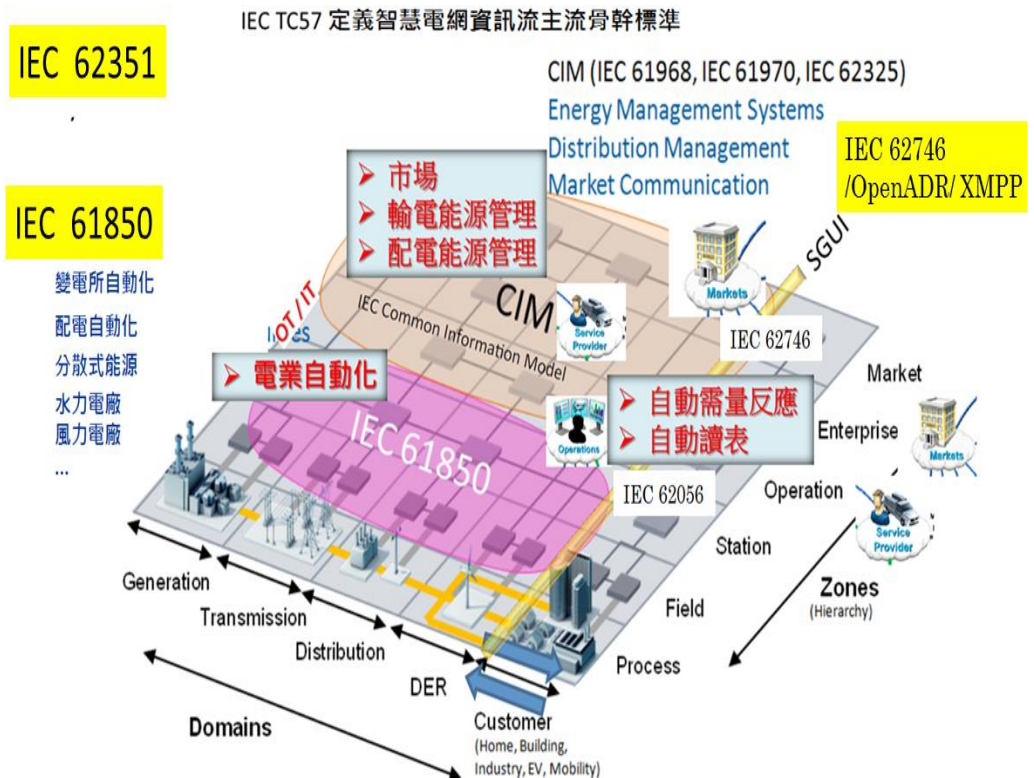 IEC TC57 定義智慧電網資訊流主流骨幹標準
IEC 62351
IEC 61850
變電所自動化
配電自動化
分散式能源
水力電廠
風力電廠
...
CIM (IEC 61968, IEC 61970, IEC 62325)
Energy Management Systems
Distribution Management
Market Communication
IEC 62746
/OpenADR/ XMPP
➤ 市場
➤ 輸電能源管理
➤ 配電能源管理
SGUI
Markets
IEC 62746
OT / IT
CIM
IEC Common Information Model
Service
Provider
➤ 電業自動化
IEC 61850
Operations
➤ 自動需量反應
➤ 自動讀表
IEC 62056
Market
Enterprise
Operation
Station
Field
Process
Markets
Service
Provider
Zones
(Hierarchy)
Generation
Transmission
Distribution
DER
Customer
(Home, Building,
Industry, EV, Mobility)
Domains